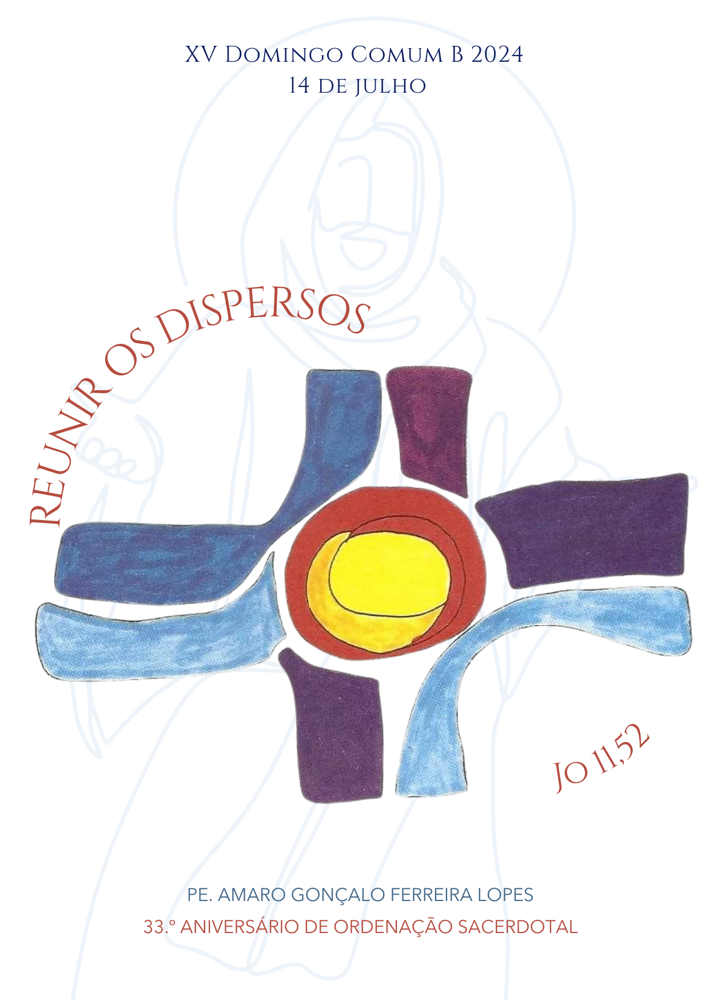 XV Domingo Comum B 2024
14 de julho
REUNIR OS DISPERSOS
Jo 11,52
PE. AMARO GONÇALO FERREIRA LOPES
33.º ANIVERSÁRIO DE ORDENAÇÃO SACERDOTAL